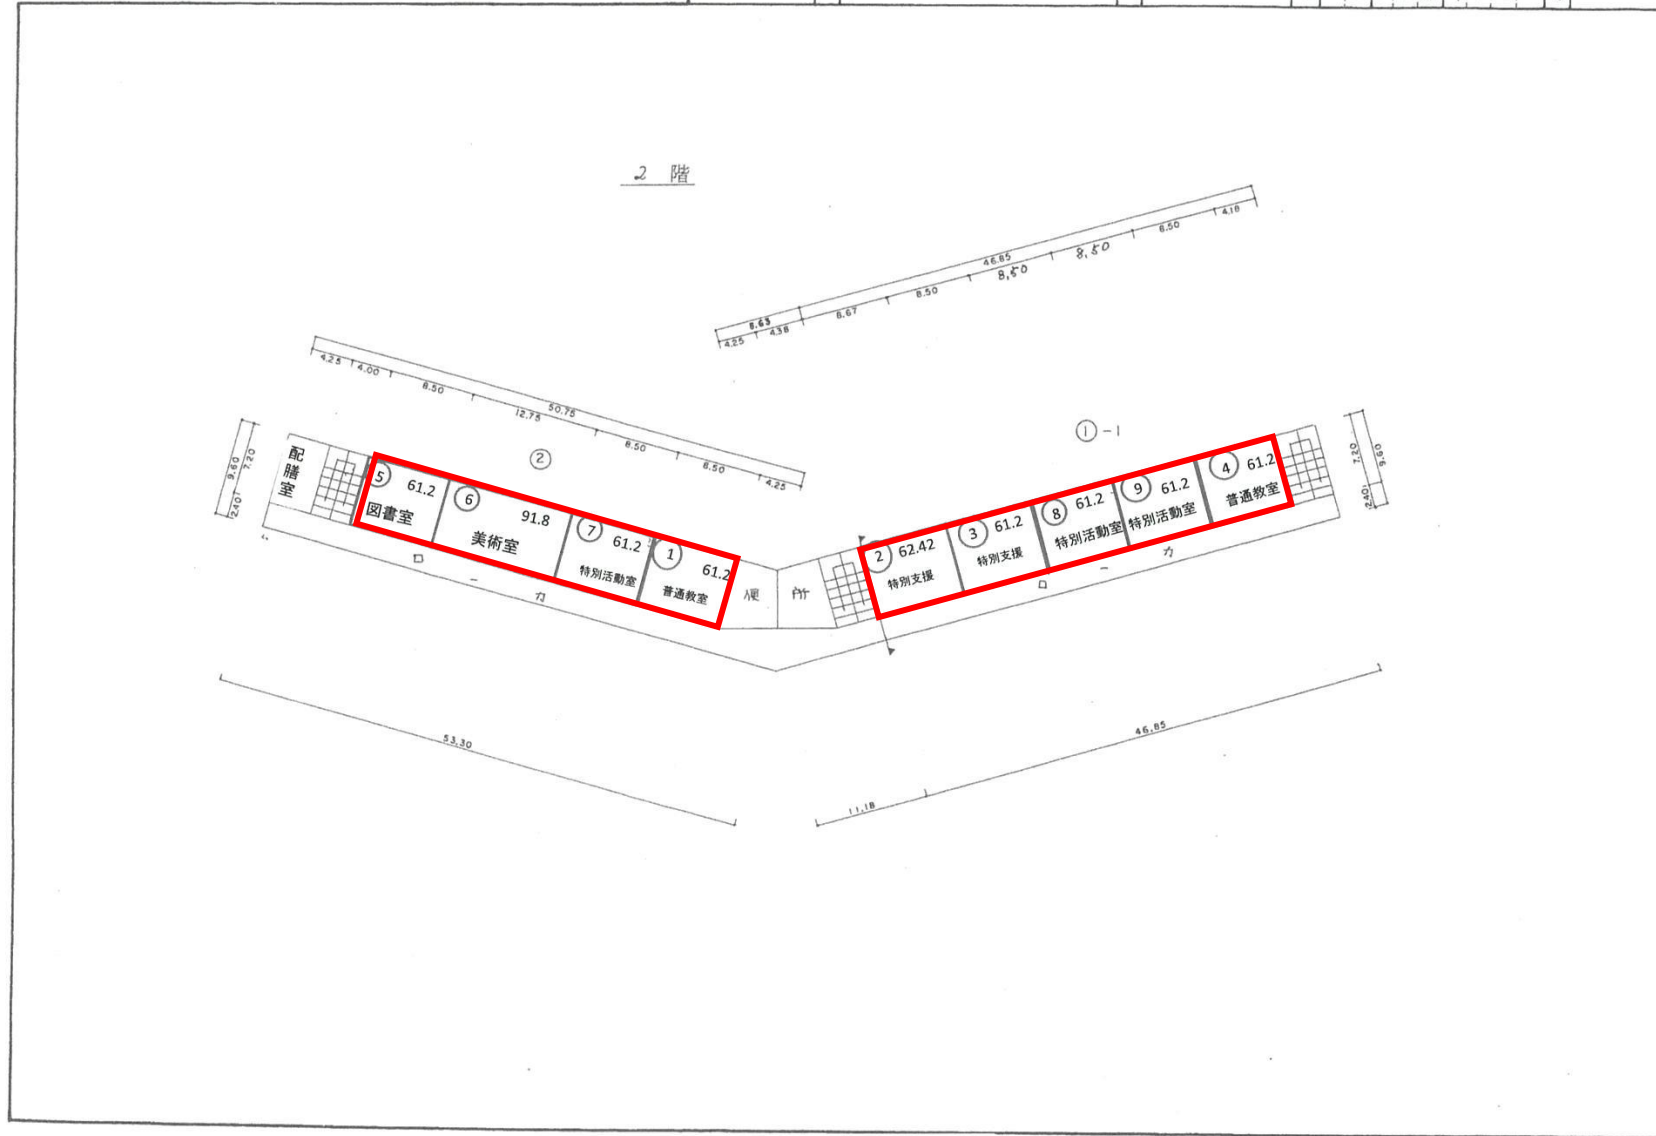 2 階
46.85
8.63
4.25
4.38
8.67
8.50
8,50
8,50
8.50
4.18
50.75
4.25
4.00
8.50
12.75
8.50
8.50
4.25
②
①-1
9.60
7.20
2.40
7.20
9.60
2.40
配膳室
⑤ 61.2
図書室
⑥ 91.8
美術室
⑦ 61.2
特別活動室
① 61.2
普通教室
便所
② 62.42
特別支援
③ 61.2
特別支援
⑧ 61.2
特別活動室
⑨ 61.2
特別活動室
④ 61.2
普通教室
ローカ
ローカ
53.30
11.18
46.85